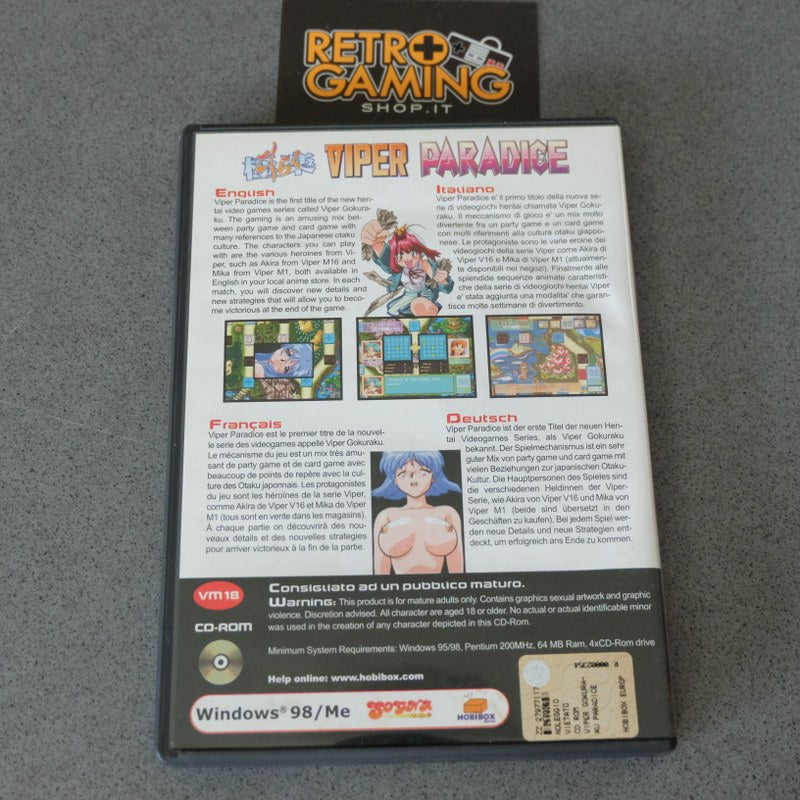 RETRO
GAMING
SHOP.IT
VIPER PARADICE
English
Viper Paradice is the first title of the new hen-
tai video games series called Viper Gokura-
ku. The gaming is an amusing mix bet-
ween party game and card game with
many references to the Japanese otaku
culture. The characters you can play
with are the various heroines from Vi-
per, such as Akira from Viper M16 and
Mika from Viper M1, both available in
English in your local anime store. In each
match, you will discover new details and
new strategies that will allow you to beco-
me victorious at the end of the game.
Italiano
Viper Paradice e' il primo titolo della nuova se-
rie di videogiochi hentai chiamata Viper Goku-
raku. Il meccanismo di gioco e' un mix molto
divertente fra un party game e un card game
con molti riferimenti alla cultura otaku giappo-
nese. Le protagoniste sono le varie eroine dei
videogiochi della serie Viper come Akira di
Viper V16 e Mika di Viper M1 (attualmen-
te disponibili nei negozi). Finalmente alle
splendide sequenze animate caratteristi-
che della serie di videogiochi hentai Viper
e' stata aggiunta una modalita' che garan-
tisce molte settimane di divertimento.
Français
Viper Paradice est le premier titre de la nouvel-
le serie des videogames appellé Viper Gokuraku.
Le mécanisme du jeu est un mix très amu-
sant de party game et de card game avec
beaucoup de points de repère avec la cul-
ture des Otaku japonnais. Les protagonistes
du jeu sont les héroïnes de la serie Viper,
comme Akira de Viper V16 et Mika de Viper
M1 (tous sont en vente dans les magasins).
À chaque partie on découvrirà des nou-
veaux détails et des nouvelles strategies
pour arriver victorieux à la fin de la partie.
Deutsch
Viper Paradice ist der erste Titel der neuen Hen-
tai Videogames Series, als Viper Gokuraku
bekannt. Der Spielmechanismus ist ein sehr
guter Mix von party game und card game mit
vielen Beziehungen zur japanischen Otaku-
Kultur. Die Hauptpersonen des Spieles sind
die verschiedenen Heldinnen der Viper-
Serie, wie Akira von Viper V16 und Mika von
Viper M1 (beide sind übersetzt in den
Geschäften zu kaufen). Bei jedem Spiel wer-
den neue Details und neue Strategien ent-
deckt, um erfolgreich ans Ende zu kommen.
VM18
Consigliato ad un pubblico maturo.
Warning: This product is for mature adults only. Contains graphics sexual artwork and graphic
violence. Discretion advised. All character are aged 18 or older. No actual or actual identificable minor
was used in the creation of any character depicted in this CD-Rom.
CD-ROM
Minimum System Requirements: Windows 95/98, Pentium 200MHz, 64 MB Ram, 4xCD-Rom drive
Help online: www.hobibox.com
Windows® 98/Me
SOGNA
HOBIBOX
R 00002354
ZZ 27977117
NOLEGGIO
VIETATO
CD ROM
VIPER GOKURA-
KU PARADICE
HOBIBOX EUROP